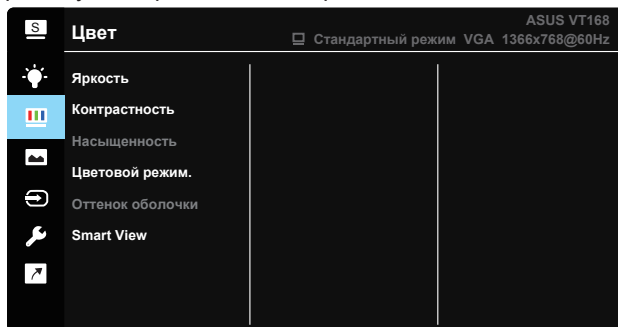 S
Цвет
ASUS VT168
Стандартный режим VGA 1366x768@60Hz
Яркость
Контрастность
Насыщенность
Цветовой режим.
Оттенок оболочки
Smart View